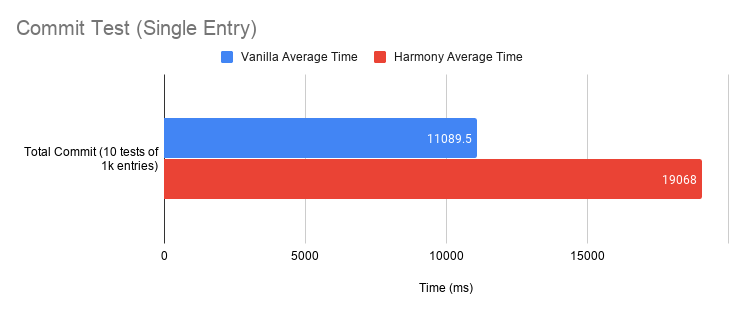 Commit Test (Single Entry)
Vanilla Average Time
Harmony Average Time
Total Commit (10 tests of
1k entries)
11089.5
19068
0
5000
10000
15000
Time (ms)